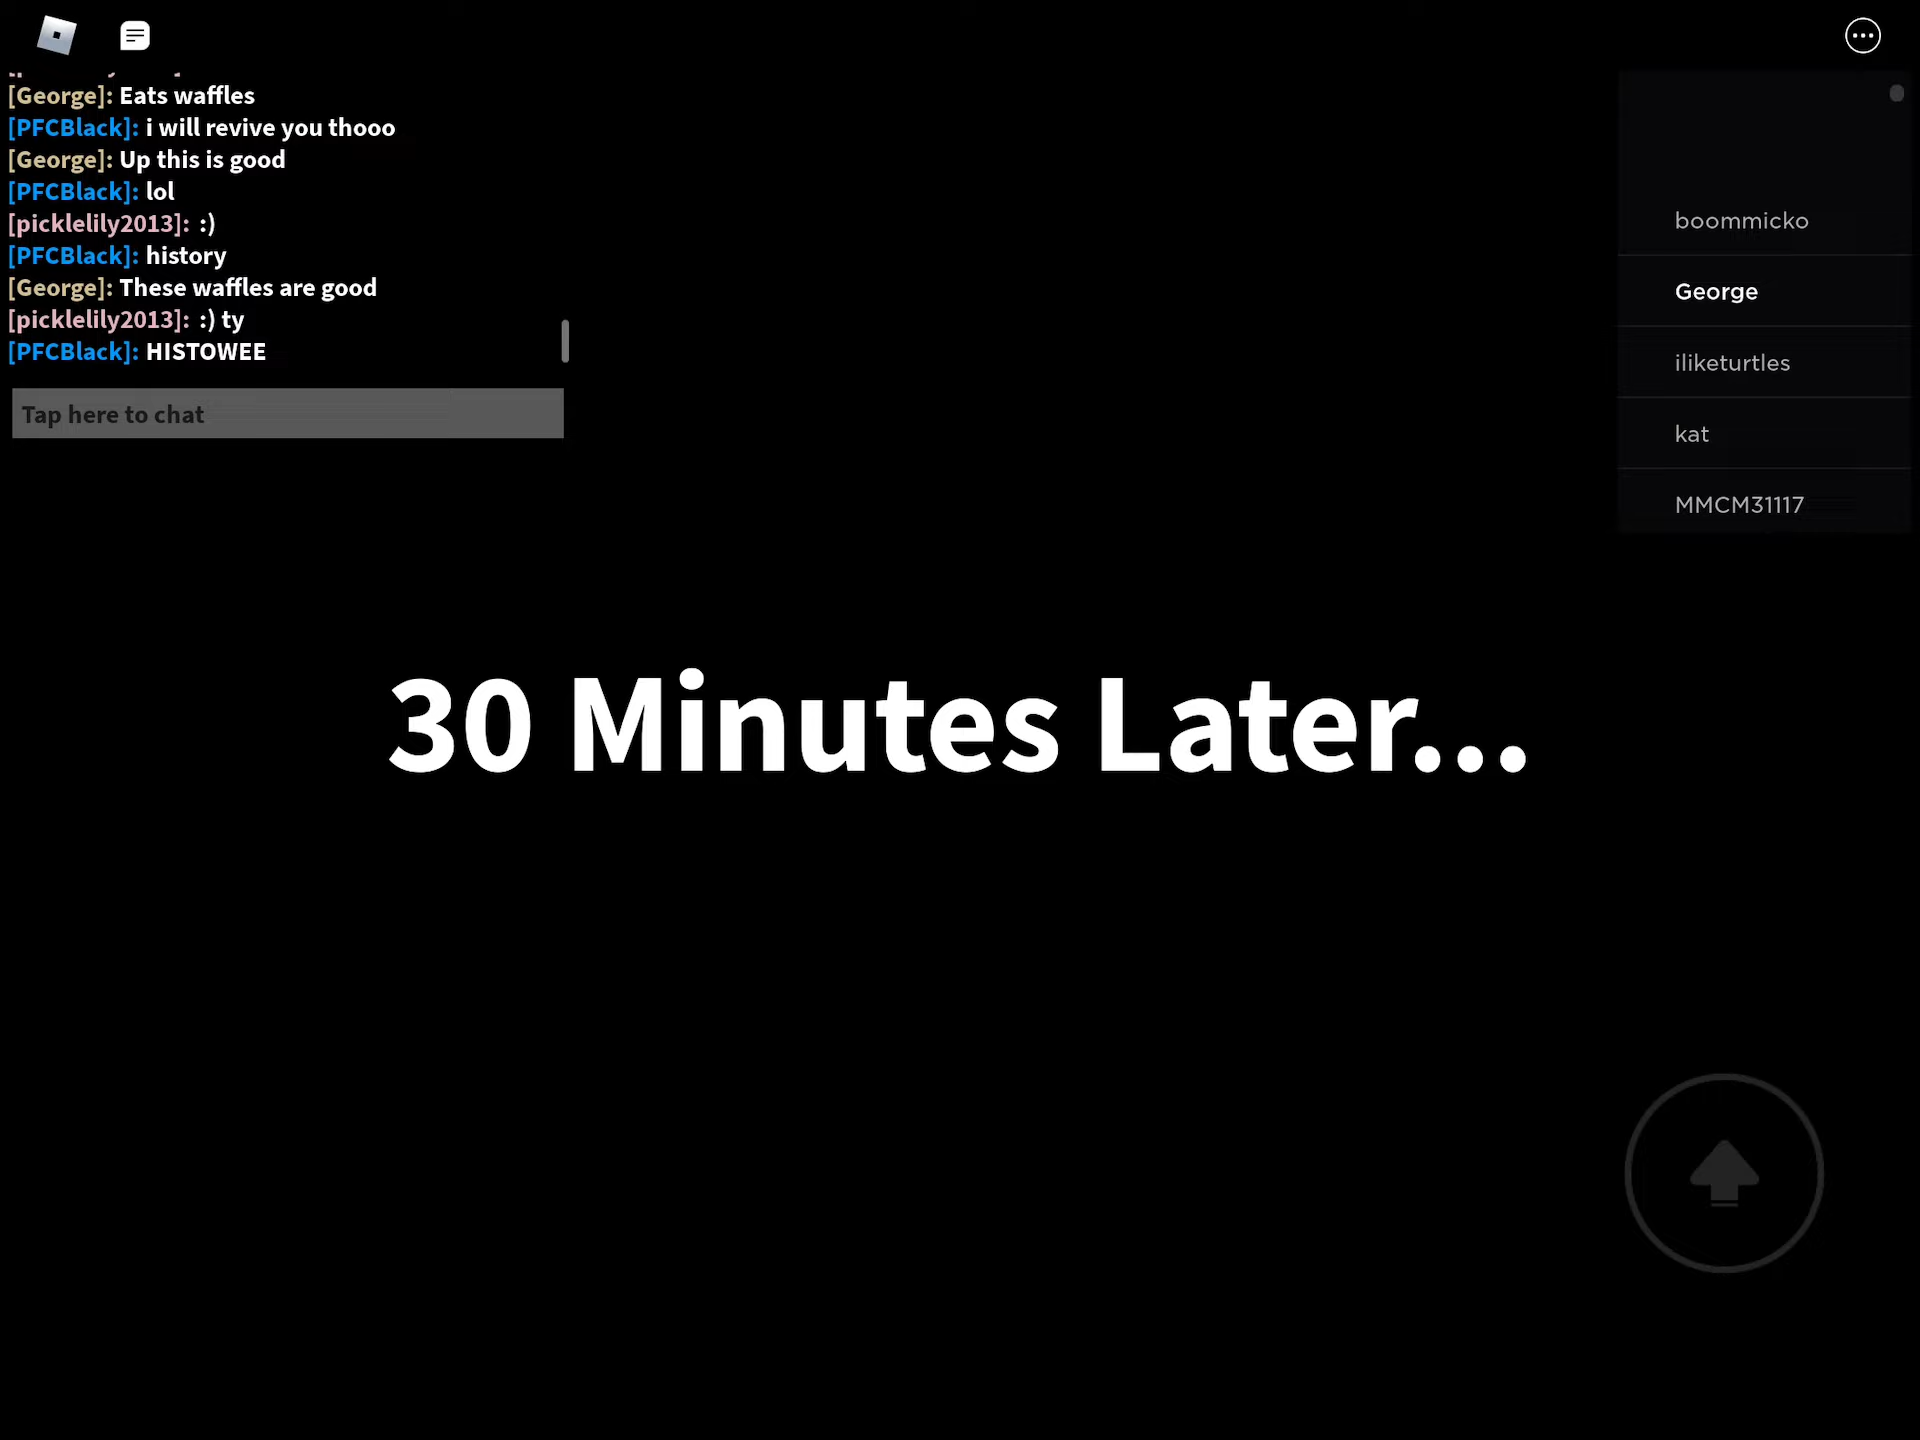 [George]: Eats waffles
[PFCBlack]: i will revive you thooo
[George]: Up this is good
[PFCBlack]: lol
[picklelily2013]: :)
[PFCBlack]: history
[George]: These waffles are good
[picklelily2013]: :) ty
[PFCBlack]: HISTOWEE
Tap here to chat
boommicko
George
iliketurtles
kat
MMCM31117
30 Minutes Later...